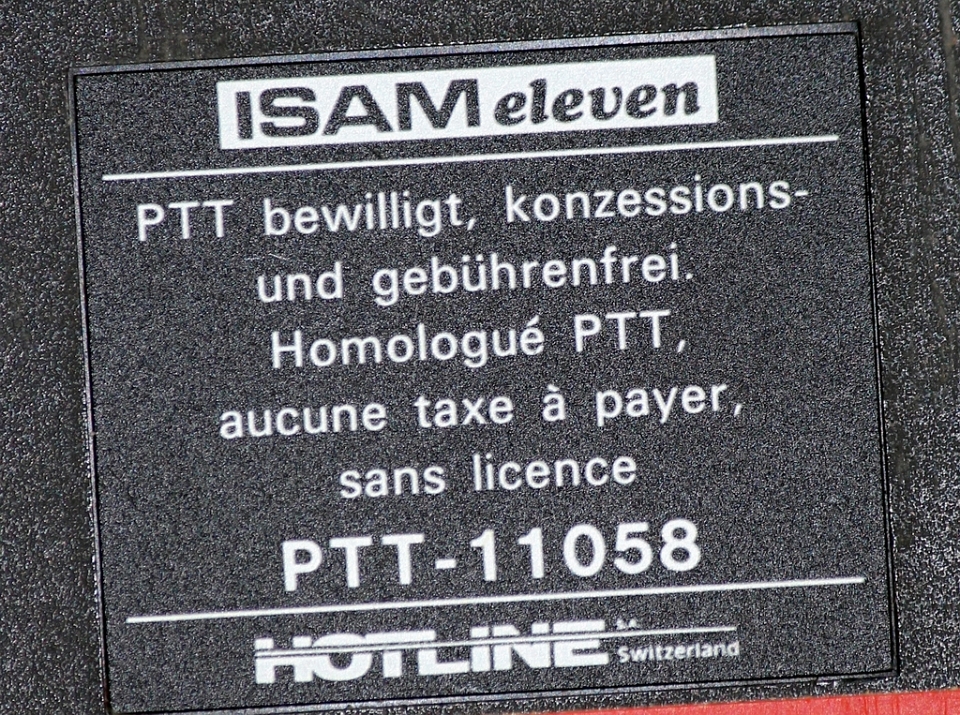 ISAM eleven
PTT bewilligt, konzessions-
und gebührenfrei.
Homologué PTT,
aucune taxe à payer,
sans licence
PTT-11058
HOTLINE
Switzerland